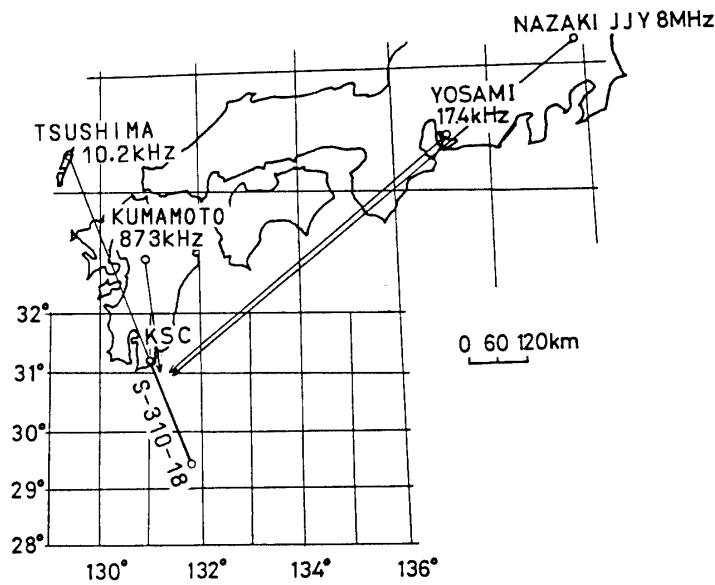 NAZAKI JJY 8MHz
YOSAMI
17.4kHz
TSUSHIMA
10.2kHz
KUMAMOTO
873kHz
32°
KSC
0 60 120km
31°
S-310-18
30°
29°
28°
130° 132° 134° 136°